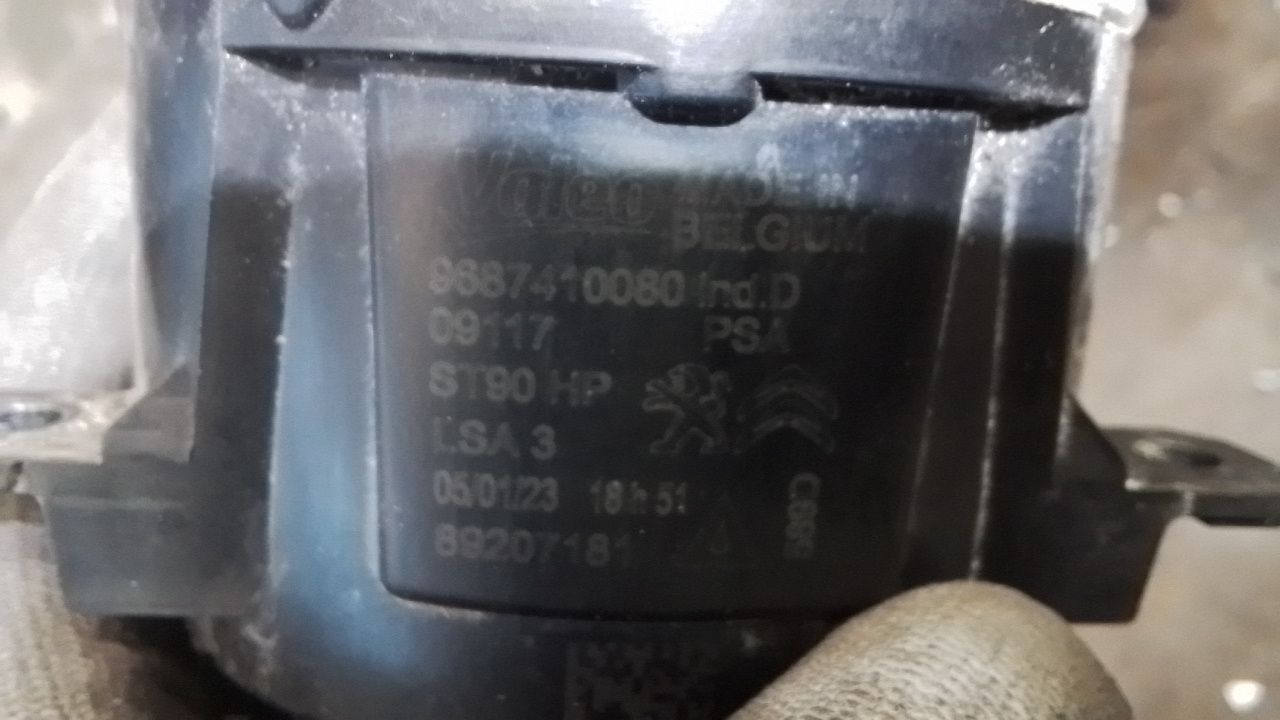 Valeo
MADE IN
BELGIUM
9687410080 Ind.D
09117 PSA
ST90 HP
LSA 3
05/01/23 18 h 51
89207181